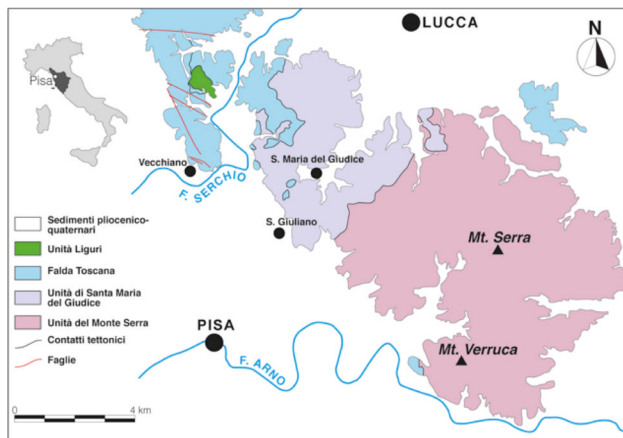 LUCCA
N
Pisa
Vecchiano
F. SERCHIO
S. Maria del Giudice
S. Giuliano
Mt. Serra
Sedimenti pliocenico-
quaternari
Unità Liguri
Falda Toscana
Unità di Santa Maria
del Giudice
Unità del Monte Serra
Contatti tettonici
Faglie
PISA
F. ARNO
Mt. Verruca
0
4 km